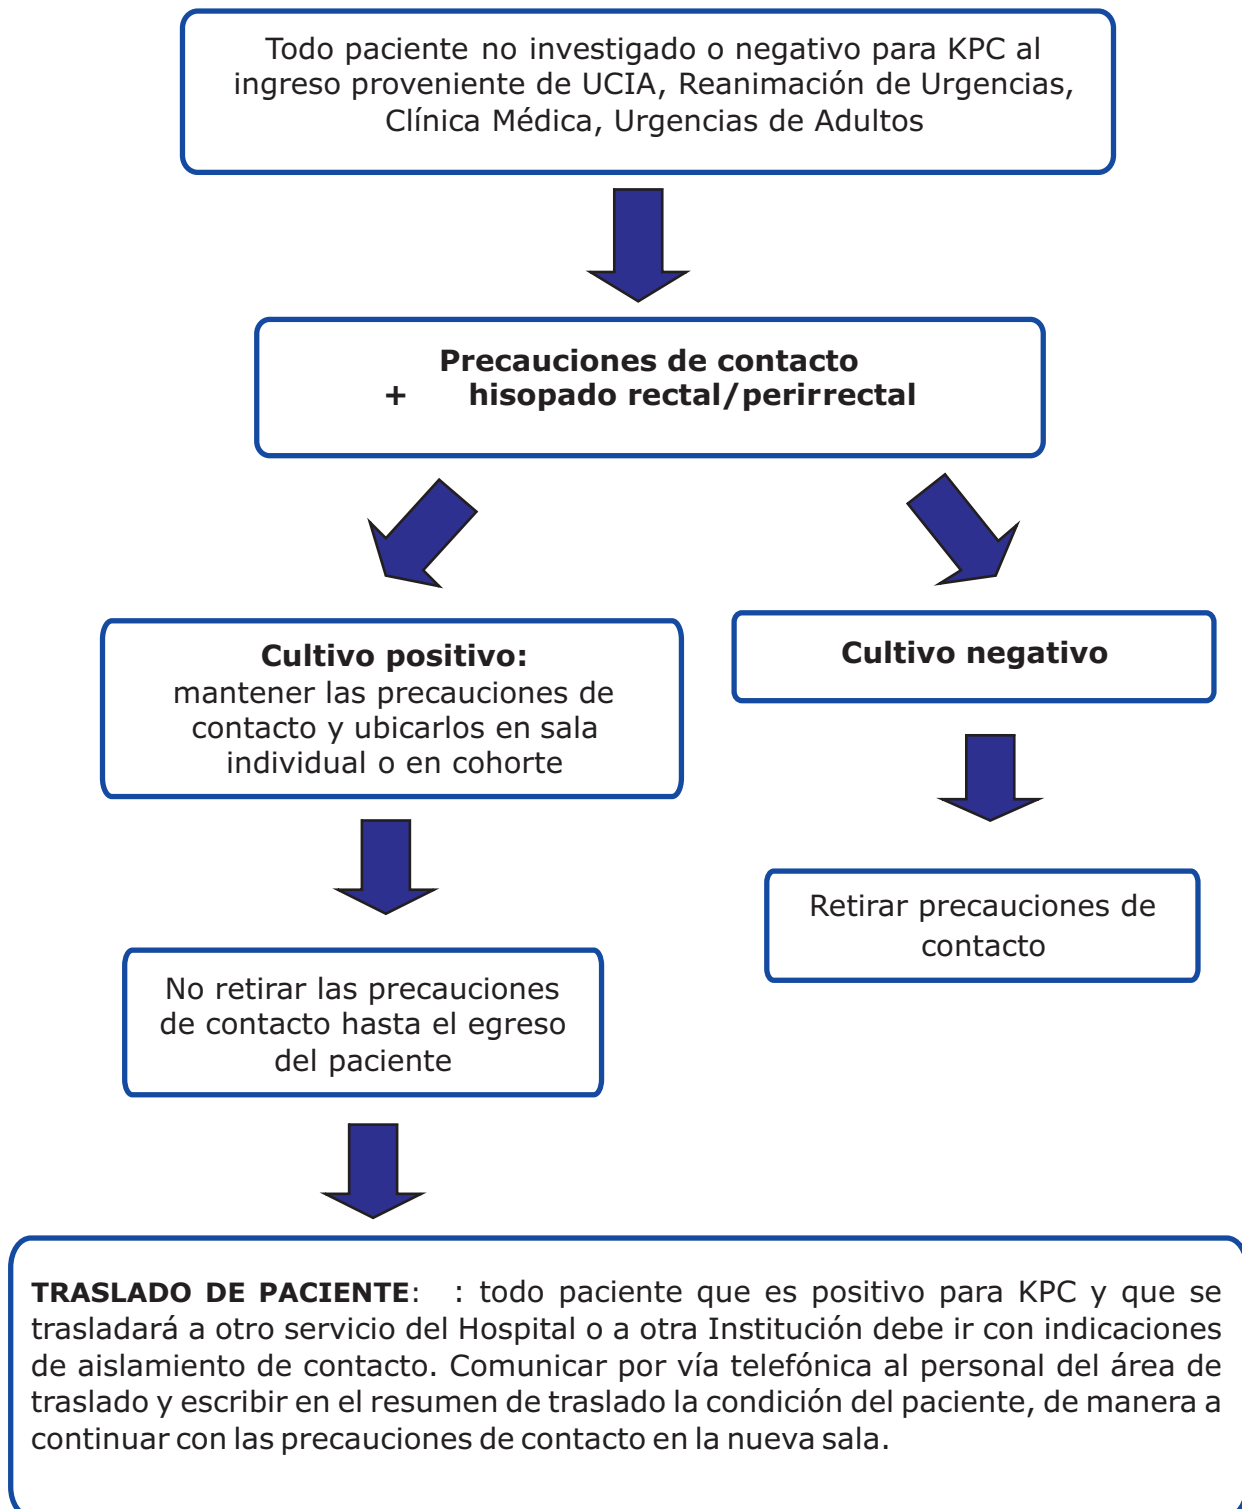 Todo paciente no investigado o negativo para KPC al
ingreso proveniente de UCIA, Reanimación de Urgencias,
Clínica Médica, Urgencias de Adultos
Precauciones de contacto
+ hisopado rectal/perirrectal
Cultivo positivo:
mantener las precauciones de
contacto y ubicarlos en sala
individual o en cohorte
No retirar las precauciones
de contacto hasta el egreso
del paciente
Cultivo negativo
Retirar precauciones de
contacto
TRASLADO DE PACIENTE: : todo paciente que es positivo para KPC y que se
trasladará a otro servicio del Hospital o a otra Institución debe ir con indicaciones
de aislamiento de contacto. Comunicar por vía telefónica al personal del área de
traslado y escribir en el resumen de traslado la condición del paciente, de manera a
continuar con las precauciones de contacto en la nueva sala.